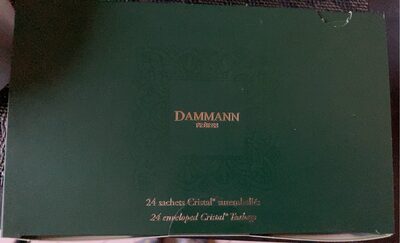 DAMMANN
FRÈRES
24 sachets Cristal® suremballés
24 enveloped Cristal® Teabags